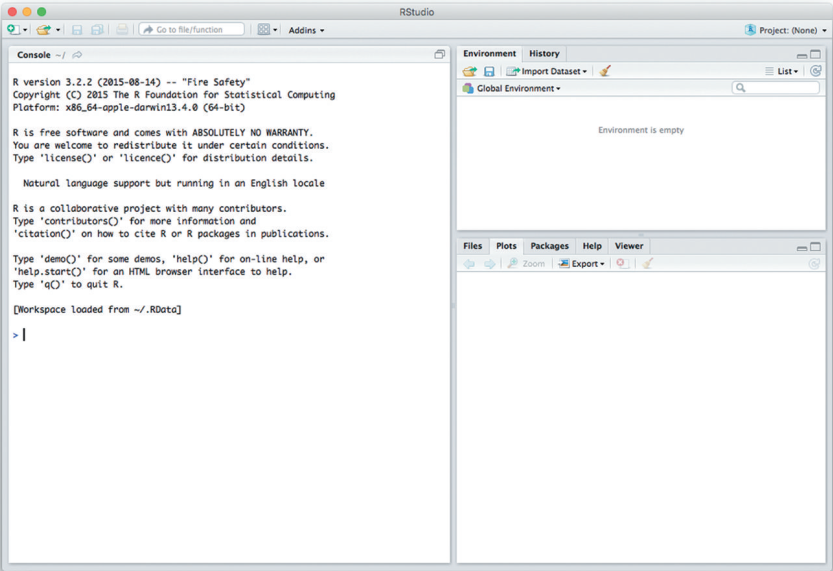 RStudio
Go to file/function Addins Project: (None)
Console ~/
R version 3.2.2 (2015-08-14) -- "Fire Safety"
Copyright (C) 2015 The R Foundation for Statistical Computing
Platform: x86_64-apple-darwin13.4.0 (64-bit)
R is free software and comes with ABSOLUTELY NO WARRANTY.
You are welcome to redistribute it under certain conditions.
Type 'license()' or 'licence()' for distribution details.
Natural language support but running in an English locale
R is a collaborative project with many contributors.
Type 'contributors()' for more information and
'citation()' on how to cite R or R packages in publications.
Type 'demo()' for some demos, 'help()' for on-line help, or
'help.start()' for an HTML browser interface to help.
Type 'q()' to quit R.
[Workspace loaded from ~/.RData]
>
Environment History
Import Dataset List
Global Environment
Environment is empty
Files Plots Packages Help Viewer
Zoom Export